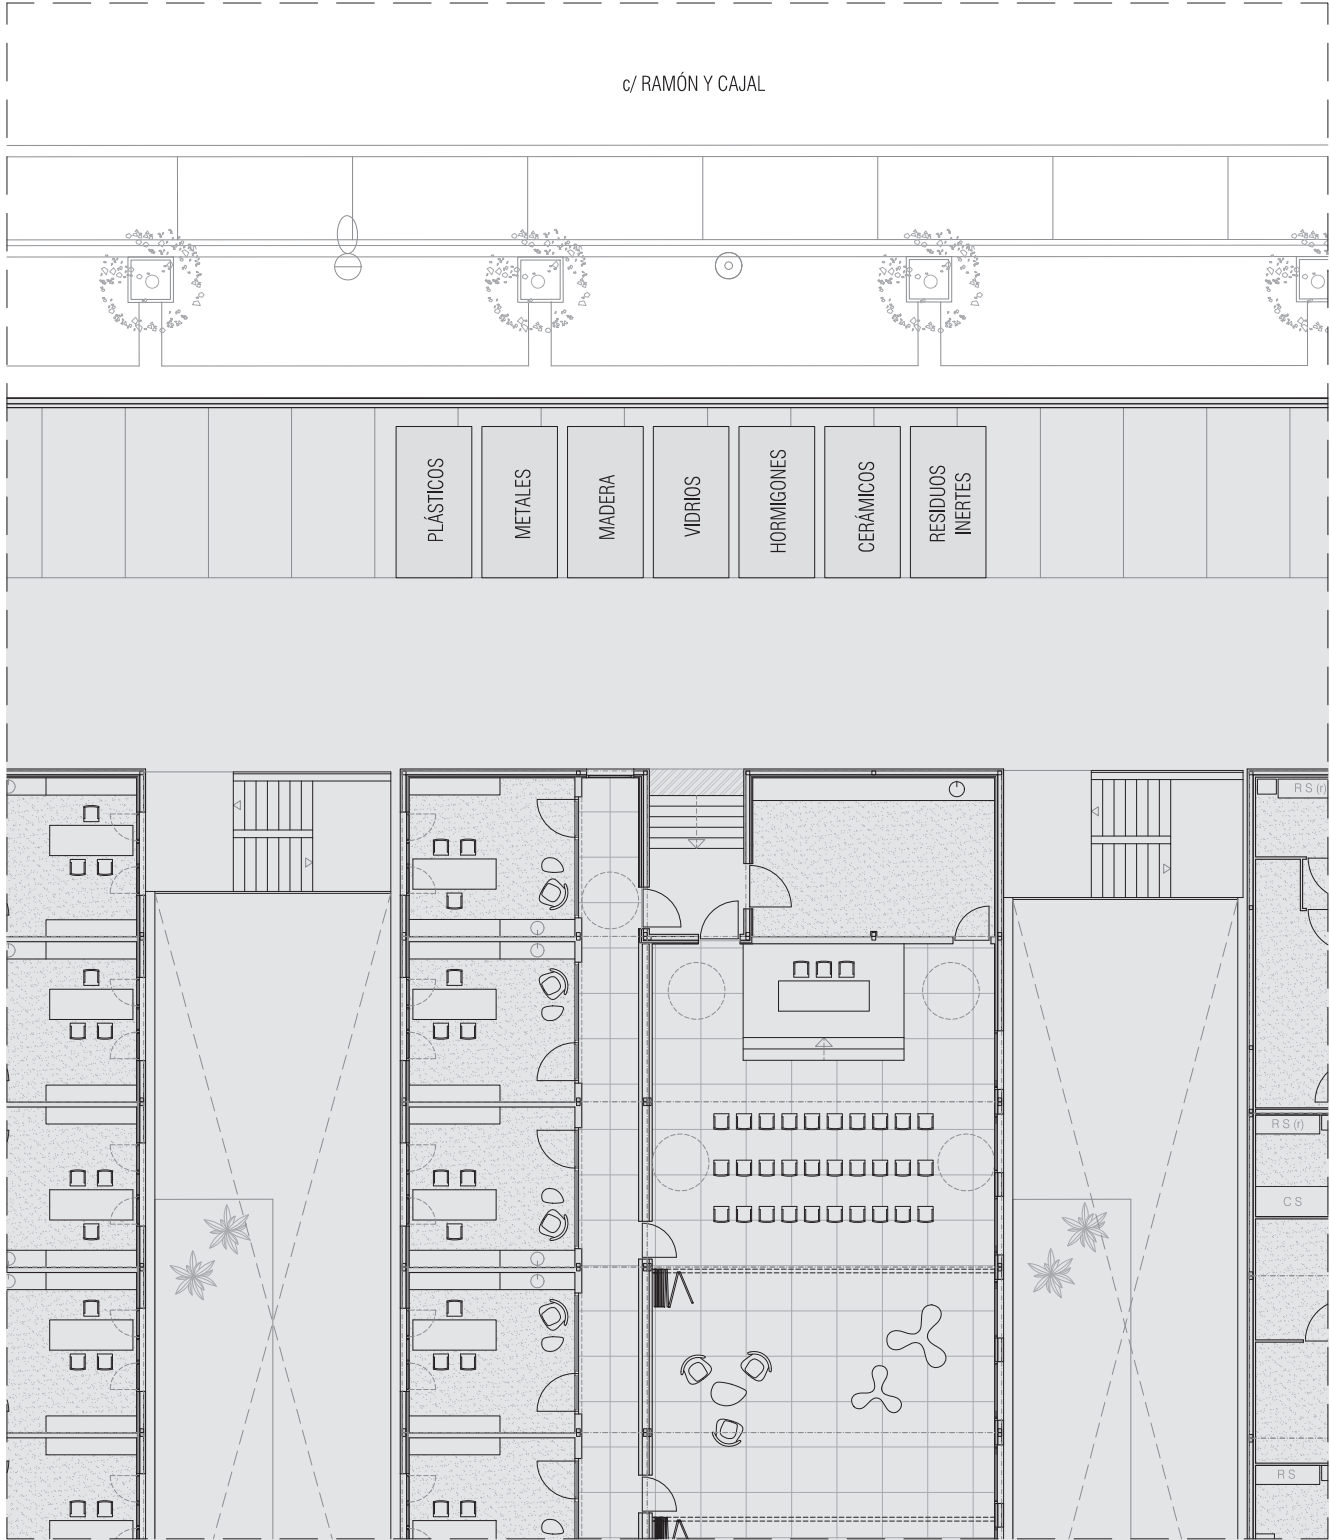 c/ RAMÓN Y CAJAL
PLÁSTICOS
METALES
MADERA
VIDRIOS
HORMIGONES
CERÁMICOS
RESIDUOS
INERTES
R S (r)
R S (r)
C S
R S